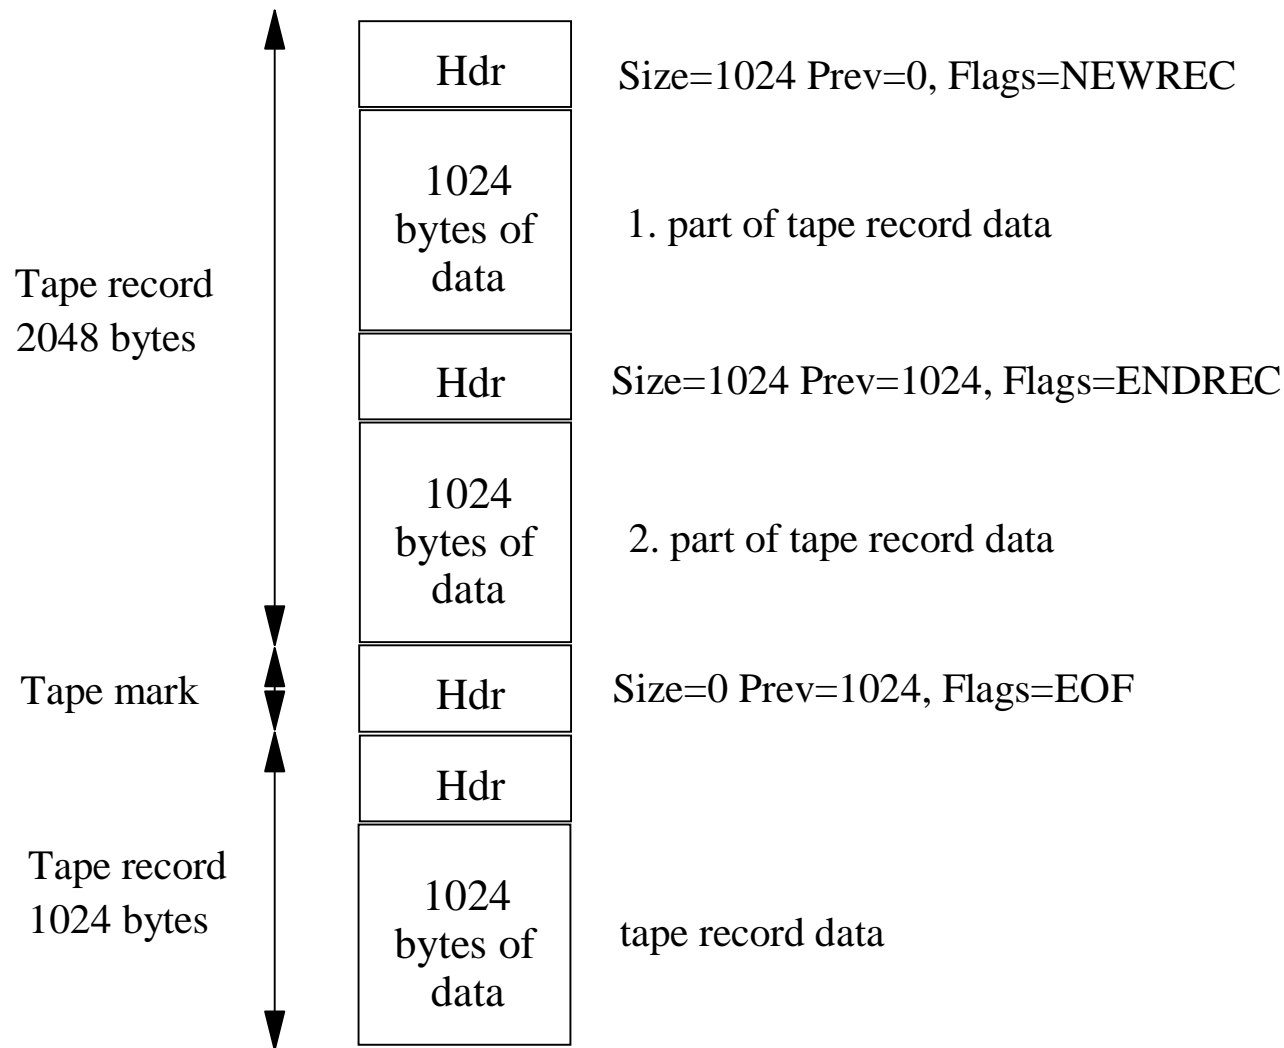 Hdr
Size=1024 Prev=0, Flags=NEWREC
1024
bytes of
data
1. part of tape record data
Tape record
2048 bytes
Hdr
Size=1024 Prev=1024, Flags=ENDREC
1024
bytes of
data
2. part of tape record data
Tape mark
Hdr
Size=0 Prev=1024, Flags=EOF
Hdr
Tape record
1024 bytes
1024
bytes of
data
tape record data